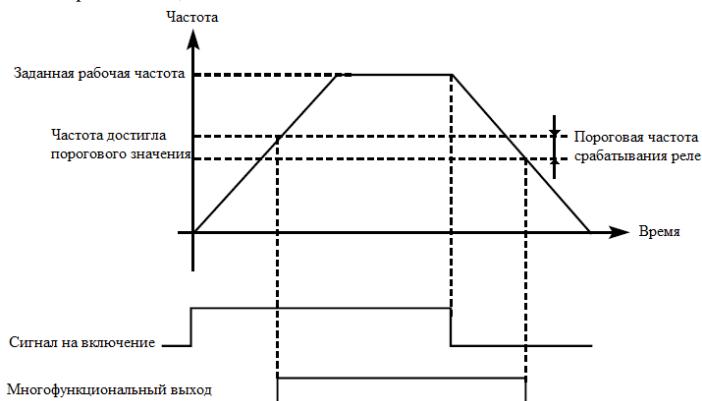 Частота
Заданная рабочая частота
Частота достигла
порогового значения
Пороговая частота
срабатывания реле
Время
Сигнал на включение
Многофункциональный выход